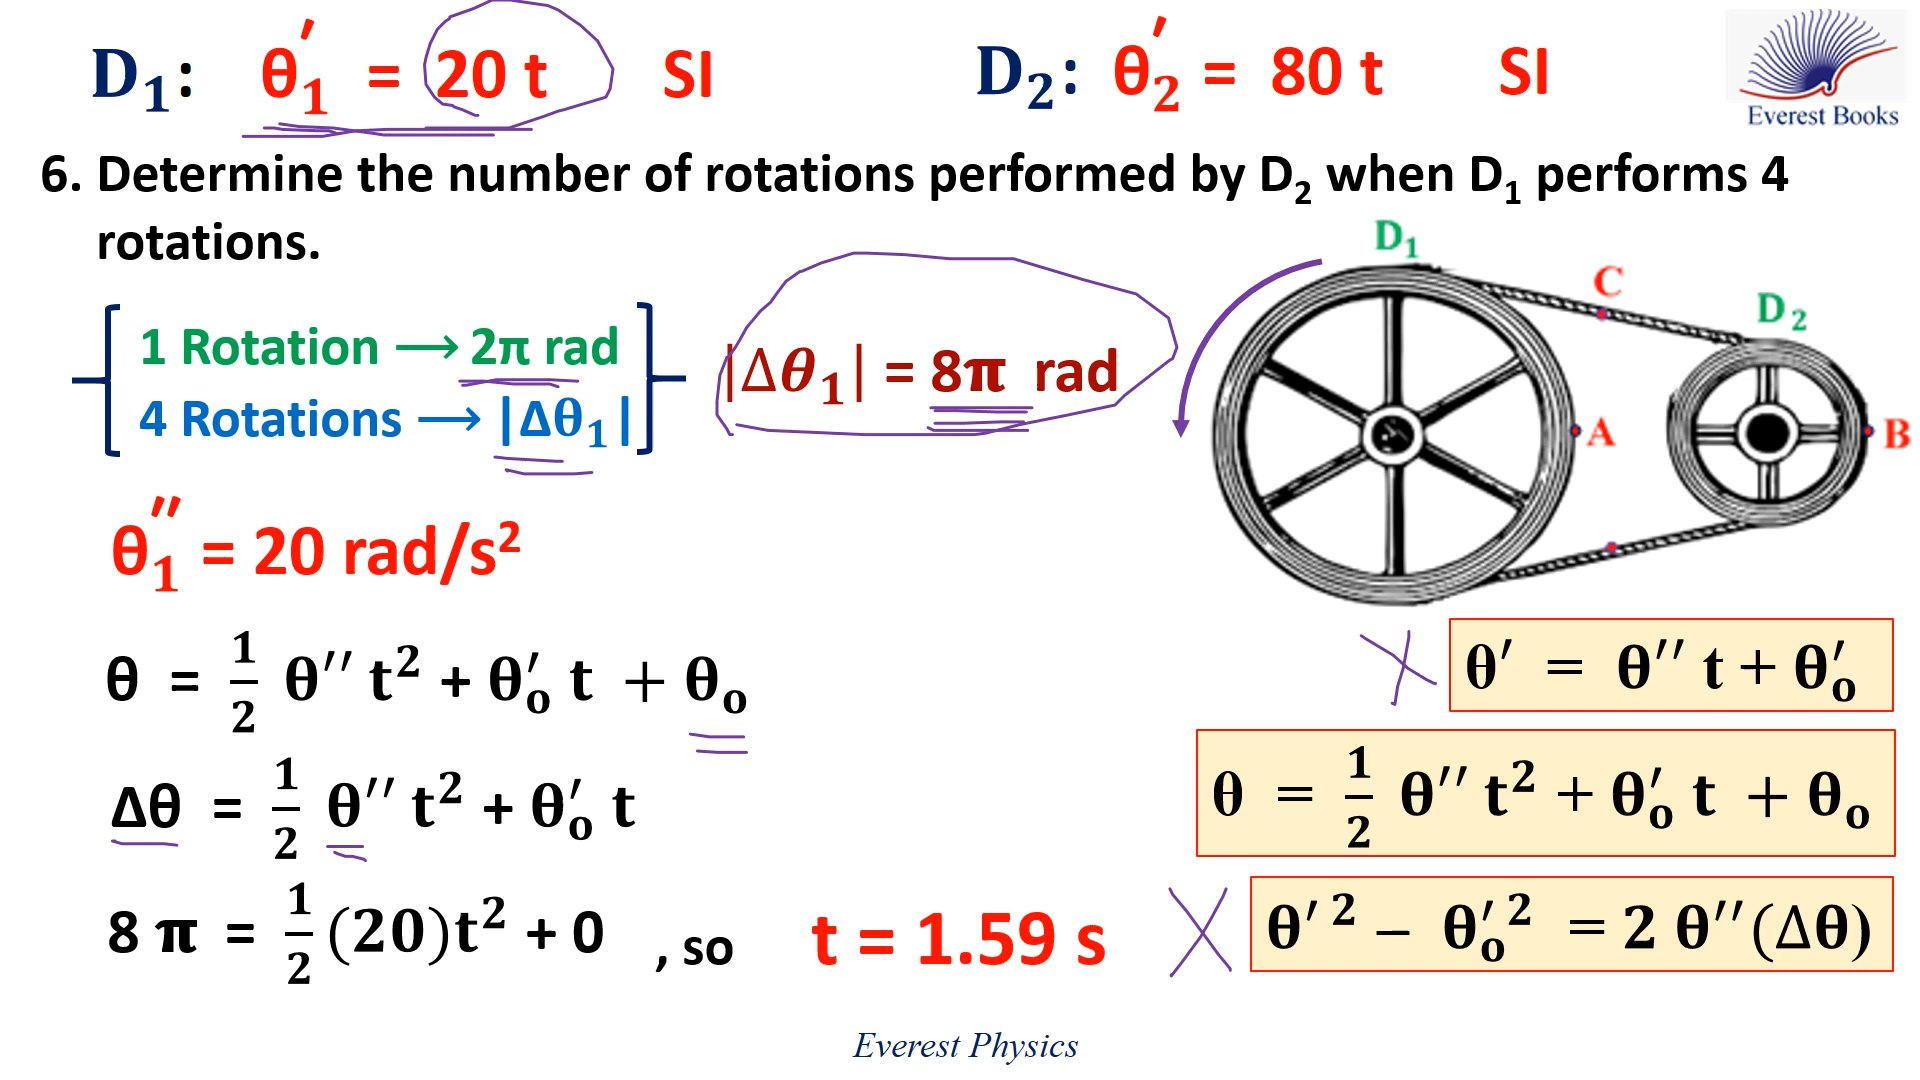 D₁: θ₁′ = 20 t SI
D₂: θ₂′ = 80 t SI
Everest Books
6. Determine the number of rotations performed by D₂ when D₁ performs 4
rotations.
1 Rotation ⟶ 2π rad
4 Rotations ⟶ |Δθ₁|
|Δθ₁| = 8π rad
D₁
C
D₂
A
B
θ₁′′ = 20 rad/s²
θ = 1/2 θ′′ t² + θ′ₒ t + θₒ
Δθ = 1/2 θ′′ t² + θ′ₒ t
8 π = 1/2 (20)t² + 0 , so t = 1.59 s
θ′ = θ′′ t + θ′ₒ
θ = 1/2 θ′′ t² + θ′ₒ t + θₒ
θ′² – θ′ₒ² = 2 θ′′(Δθ)
Everest Physics